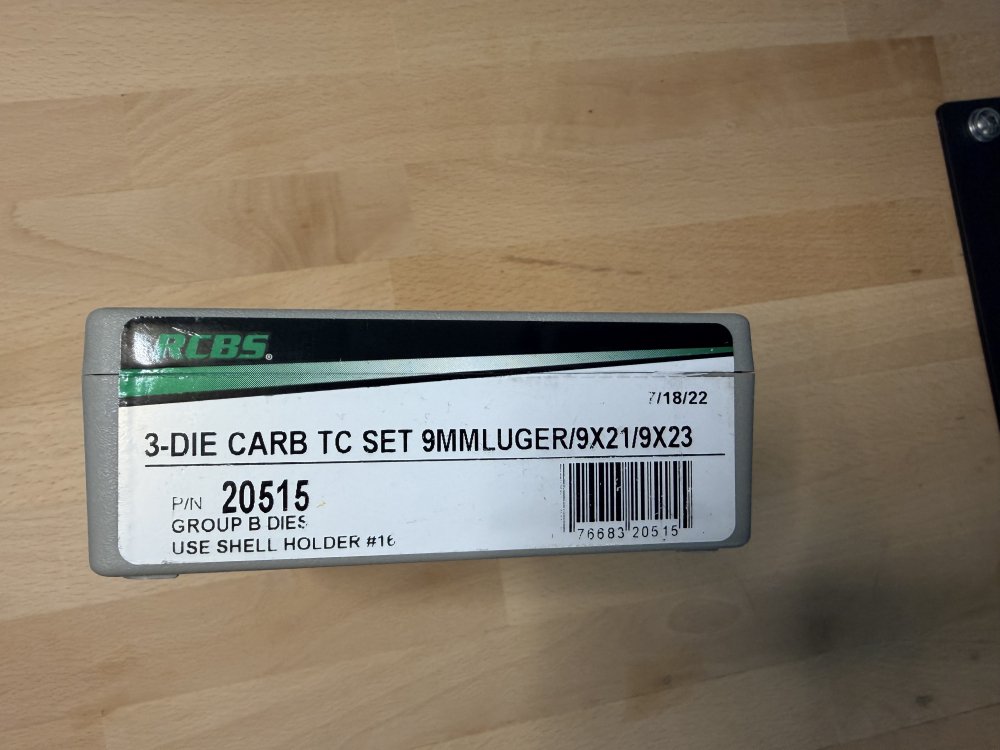 RCBS®
7/18/22
3-DIE CARB TC SET 9MMLUGER/9X21/9X23
P/N 20515
GROUP B DIES
USE SHELL HOLDER #16
76683 20515